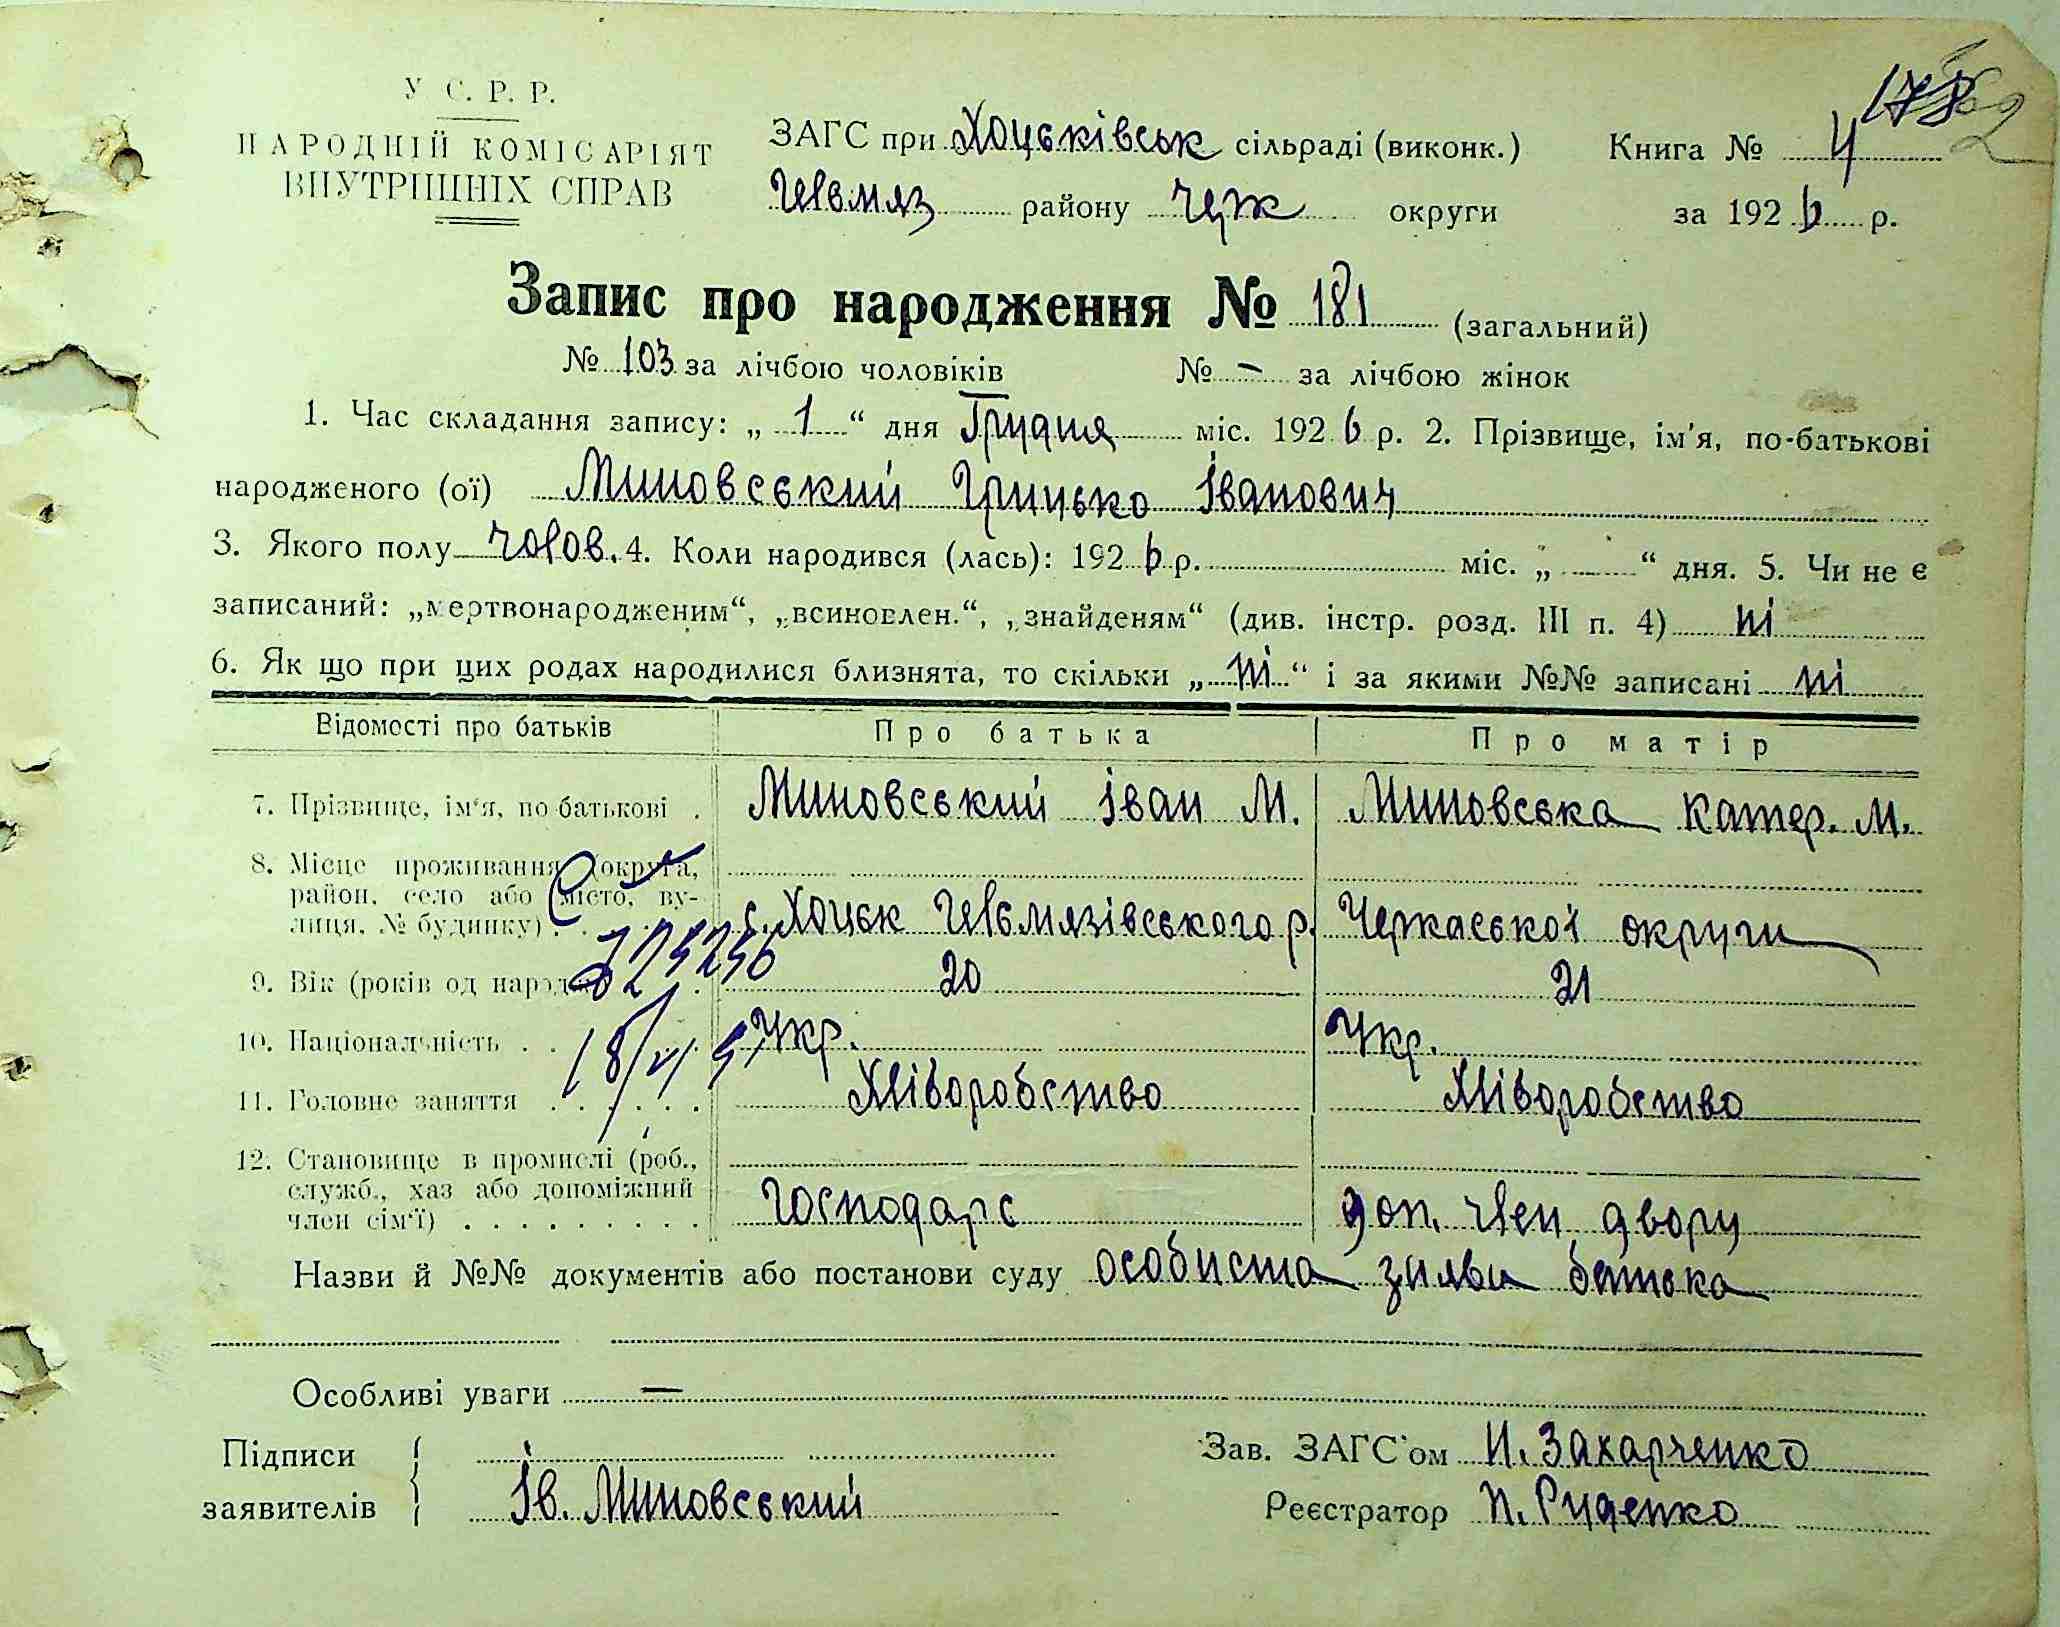 У С. Р. Р.
НАРОДНІЙ КОМІСАРІЯТ
ВНУТРІШНІХ СПРАВ
ЗАГС при Хоцьківськ сільраді (виконк.)
Гельмяз району Черк округи
Книга № 4
за 1926 р.
Запис про народження № 181 (загальний)
№ 103 за лічбою чоловіків № – за лічбою жінок
1. Час складання запису: „ 1 “ дня Грудня міс. 1926 р. 2. Прізвище, ім'я, по-батькові
народженого (ої) Миновський Грицько Іванович
3. Якого полу чолов. 4. Коли народився (лась): 1926 р. міс. „ “ дня. 5. Чи не є
записаний: „мертвонародженим“, „всиновлен.“, „знайденям“ (див. інстр. розд. III п. 4) ні
6. Як що при цих родах народилися близнята, то скільки „ ні “ і за якими №№ записані ні
Відомості про батьків Про батька Про матір
7. Прізвище, ім'я, по-батькові . Миновський Іван М. Миновська Катер. М.
8. Місце проживання (округа,
район, село або місто, ву-
лиця, № будинку) . с. Хоцьк Гельмязівського р. Черкаської округи
9. Вік (років од народ 20 21
10. Національність . . Укр. Укр.
11. Головне заняття . . . . . . Хліборобство Хліборобство
12. Становище в промислі (роб.,
служб., хаз або допоміжний
член сім'ї) . . . . . . . . . Господарь доп. член двору
Назви й №№ документів або постанови суду особиста заява батька
Особливі уваги —
Підписи
заявителів Ів. Миновський
Зав. ЗАГС'ом И. Захарченко
Реєстратор П. Руденко